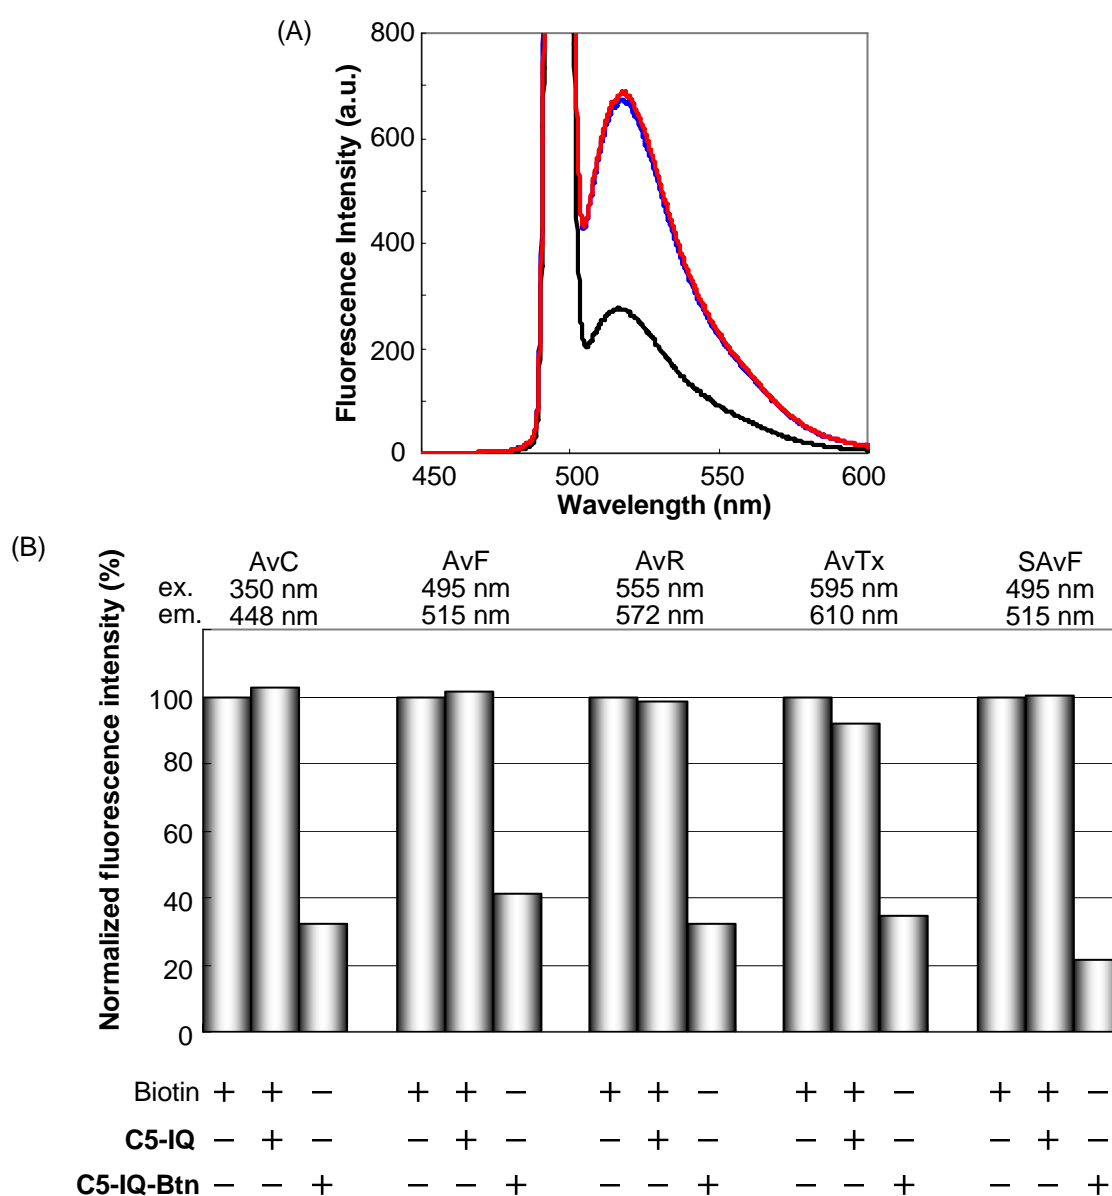 (A)
Fluorescence Intensity (a.u.)
800
600
400
200
0
450 500 550 600
Wavelength (nm)
(B)
Normalized fluorescence intensity (%)
AvC AvF AvR AvTx SAvF
ex. 350 nm 495 nm 555 nm 595 nm 495 nm
em. 448 nm 515 nm 572 nm 610 nm 515 nm
100
80
60
40
20
0
Biotin + + − + + − + + − + + − + + −
C5-IQ − + − − + − − + − − + − − + −
C5-IQ-Btn − − + − − + − − + − − + − − +